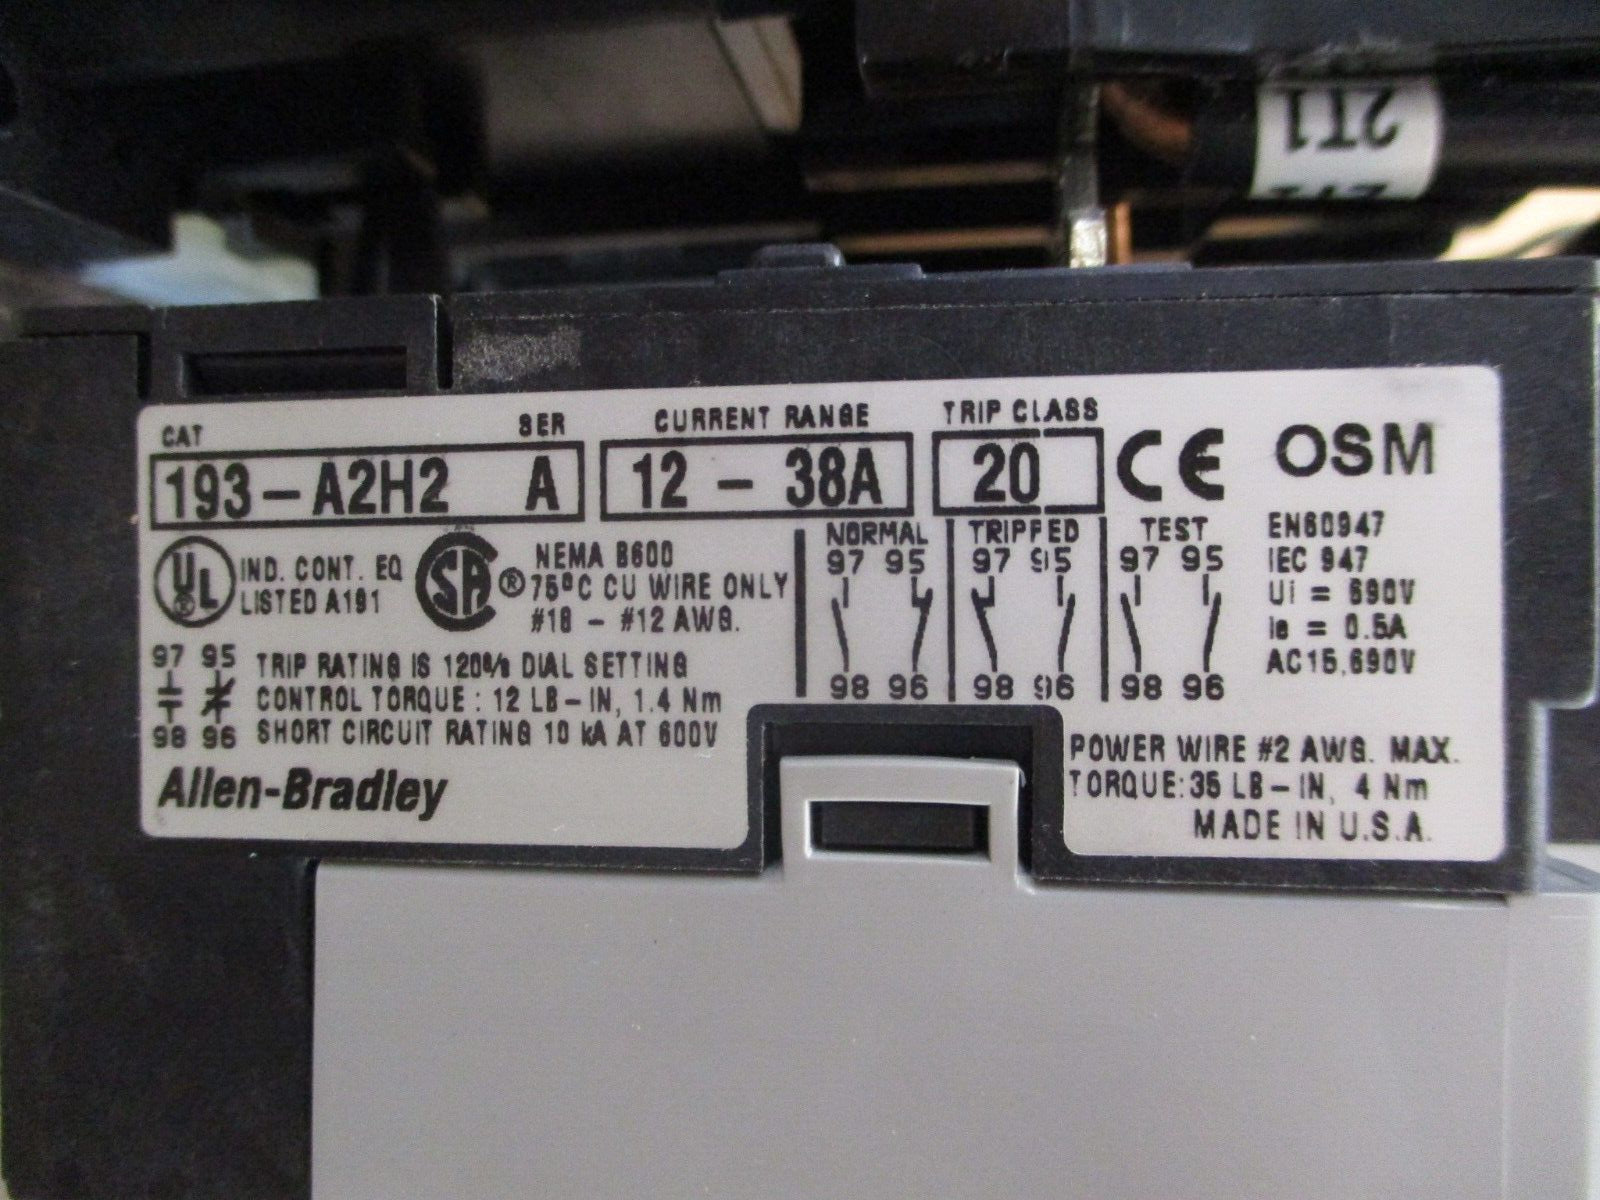 2T1
CAT SER CURRENT RANGE TRIP CLASS
193-A2H2 A 12 - 38A 20 CE OSM
UL® IND. CONT. EQ
LISTED A191
SA® NEMA B600
75°C CU WIRE ONLY
#18 - #12 AWG.
NORMAL TRIPPED TEST
97 95 97 95 97 95
98 96 98 96 98 96
EN60947
IEC 947
Ui = 690V
Ie = 0.5A
AC15,690V
97 95
98 96
TRIP RATING IS 120% DIAL SETTING
CONTROL TORQUE: 12 LB-IN, 1.4 Nm
SHORT CIRCUIT RATING 10 kA AT 600V
Allen-Bradley
POWER WIRE #2 AWG. MAX.
TORQUE: 35 LB-IN, 4 Nm
MADE IN U.S.A.